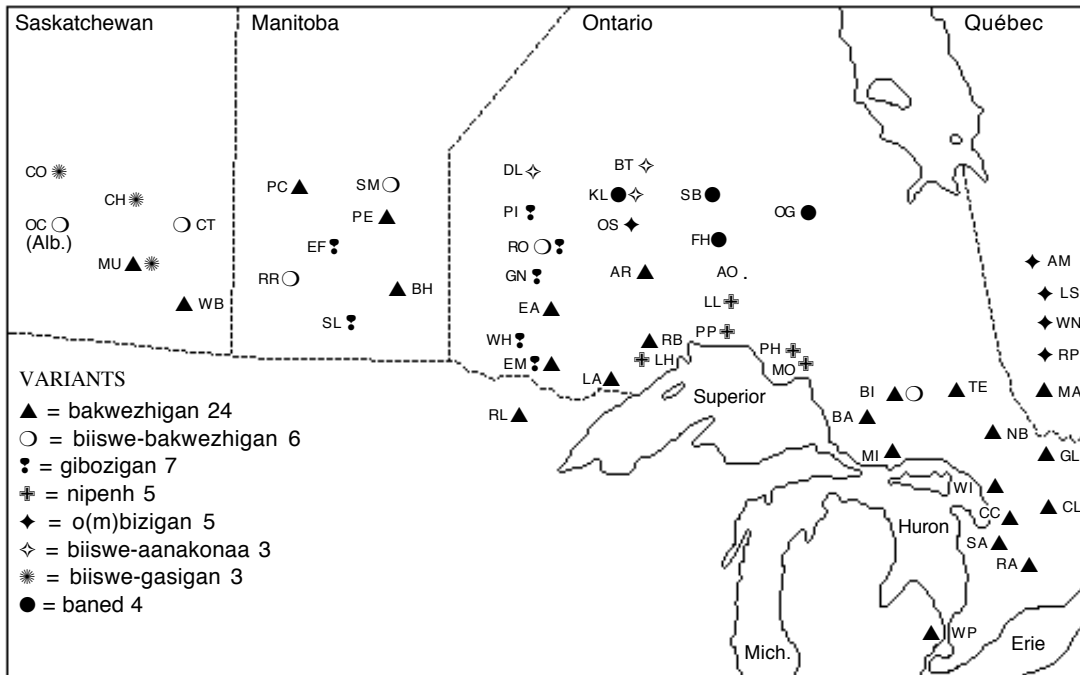 Saskatchewan Manitoba Ontario Québec
CO
CH
OC
(Alb.)
CT
MU
WB
PC
SM
PE
EF
RR
BH
SL
DL
BT
KL
SB
OG
PI
OS
RO
FH
GN
AR
AO
EA
LL
WH
RB
PP
LH
PH
EM
MO
LA
RL
AM
LS
WN
RP
MA
TE
BI
BA
NB
MI
GL
WI
CC
CL
SA
RA
WP
Superior
Huron
Mich.
Erie
VARIANTS
▲ = bakwezhigan 24
❍ = biiswe-bakwezhigan 6
❢ = gibozigan 7
✙ = nipenh 5
✦ = o(m)bizigan 5
✧ = biiswe-aanakonaa 3
✺ = biiswe-gasigan 3
● = baned 4